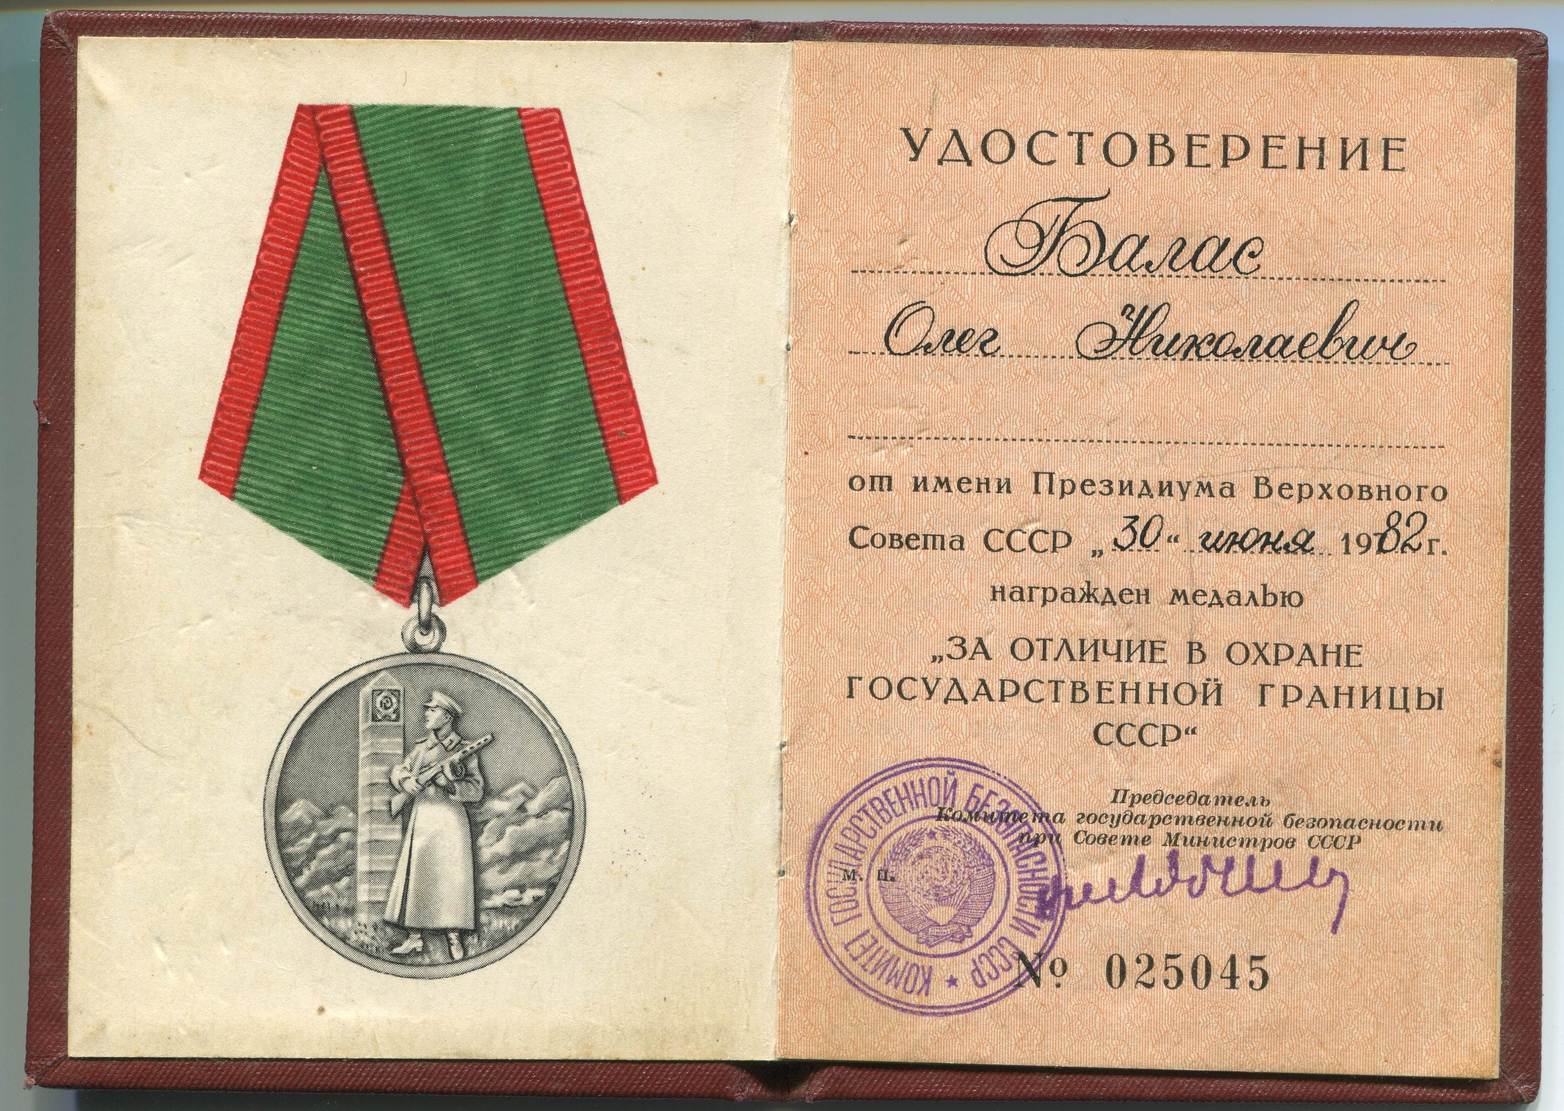 УДОСТОВЕРЕНИЕ
Балас
Олег Николаевич
от имени Президиума Верховного
Совета СССР „30“ июня 1982 г.
награжден медалью
„ЗА ОТЛИЧИЕ В ОХРАНЕ
ГОСУДАРСТВЕННОЙ ГРАНИЦЫ
СССР“
Председатель
Комитета государственной безопасности
при Совете Министров СССР
м. п.
КОМИТЕТ ГОСУДАРСТВЕННОЙ БЕЗОПАСНОСТИ СССР
№ 025045